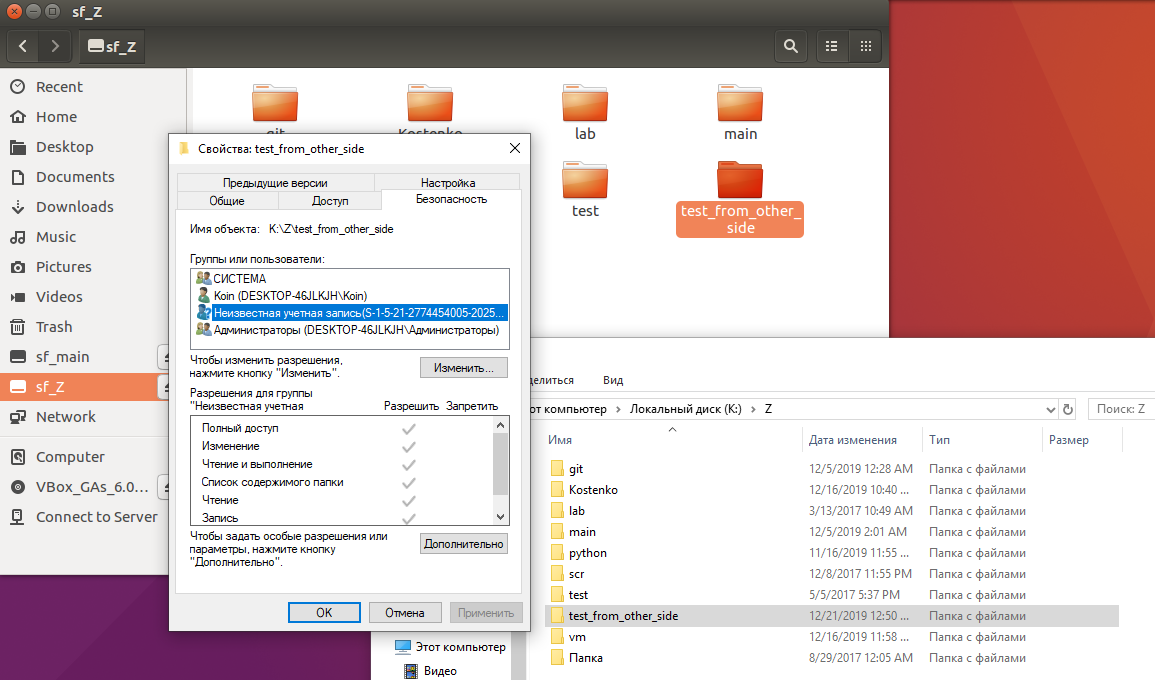 sf_Z
sf_Z
Recent
Home
Desktop
Documents
Downloads
Music
Pictures
Videos
Trash
sf_main
sf_Z
Network
Computer
VBox_GAs_6.0...
Connect to Server
git
Kostenko
lab
main
test
test_from_other_
side
Свойства: test_from_other_side
Предыдущие версии
Настройка
Общие
Доступ
Безопасность
Имя объекта: K:\Z\test_from_other_side
Группы или пользователи:
СИСТЕМА
Koin (DESKTOP-46JLKJH\Koin)
Неизвестная учетная запись(S-1-5-21-2774454005-2025...
Администраторы (DESKTOP-46JLKJH\Администраторы)
Чтобы изменить разрешения,
нажмите кнопку "Изменить".
Изменить...
Разрешения для группы
"Неизвестная учетная
Разрешить Запретить
Полный доступ
Изменение
Чтение и выполнение
Список содержимого папки
Чтение
Запись
Чтобы задать особые разрешения или
параметры, нажмите кнопку
"Дополнительно".
Дополнительно
OK
Отмена
Применить
делиться Вид
от компьютер › Локальный диск (K:) › Z
Поиск: Z
Имя Дата изменения Тип Размер
git 12/5/2019 12:28 AM Папка с файлами
Kostenko 12/16/2019 10:40 ... Папка с файлами
lab 3/13/2017 10:49 AM Папка с файлами
main 12/5/2019 2:01 AM Папка с файлами
python 11/16/2019 11:55 ... Папка с файлами
scr 12/8/2017 11:55 PM Папка с файлами
test 5/5/2017 5:37 PM Папка с файлами
test_from_other_side 12/21/2019 12:50 ... Папка с файлами
vm 12/16/2019 11:58 ... Папка с файлами
Папка 8/29/2017 12:05 AM Папка с файлами
Этот компьютер
Видео